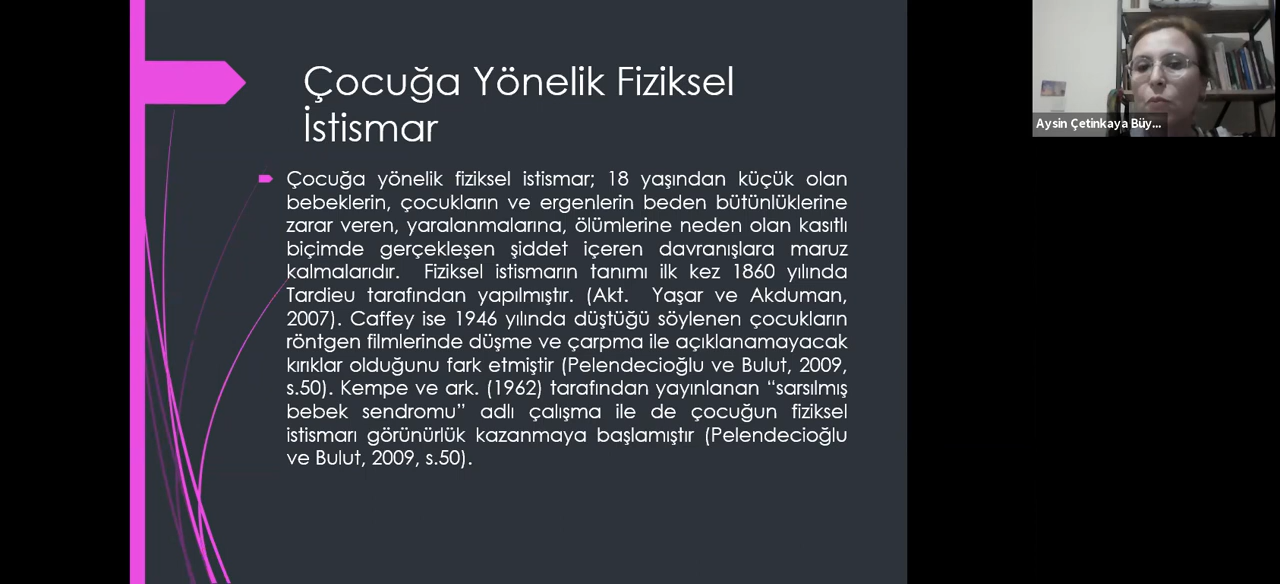 Çocuğa Yönelik Fiziksel
İstismar
Çocuğa yönelik fiziksel istismar; 18 yaşından küçük olan
bebeklerin, çocukların ve ergenlerin beden bütünlüklerine
zarar veren, yaralanmalarına, ölümlerine neden olan kasıtlı
biçimde gerçekleşen şiddet içeren davranışlara maruz
kalmalarıdır. Fiziksel istismarın tanımı ilk kez 1860 yılında
Tardieu tarafından yapılmıştır. (Akt. Yaşar ve Akduman,
2007). Caffey ise 1946 yılında düştüğü söylenen çocukların
röntgen filmlerinde düşme ve çarpma ile açıklanamayacak
kırıklar olduğunu fark etmiştir (Pelendecioğlu ve Bulut, 2009,
s.50). Kempe ve ark. (1962) tarafından yayınlanan “sarsılmış
bebek sendromu” adlı çalışma ile de çocuğun fiziksel
istismarı görünürlük kazanmaya başlamıştır (Pelendecioğlu
ve Bulut, 2009, s.50).
Aysin Çetinkaya Büy...